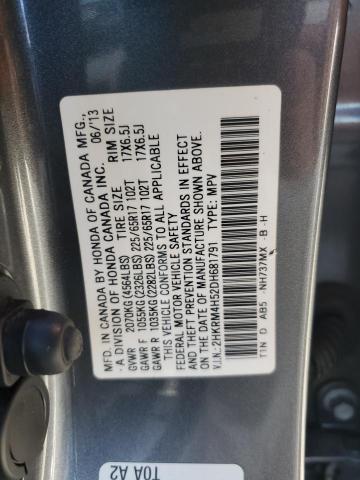 MFD. IN CANADA BY HONDA OF CANADA MFG.,
·A DIVISION OF HONDA CANADA INC. 06/'13
TIRE SIZE RIM SIZE
GVWR 2070KG(4564LBS)
GAWR F 1055KG(2326LBS) 225/65R17 102T 17X6.5J
GAWR R 1035KG(2282LBS) 225/65R17 102T 17X6.5J
THIS VEHICLE CONFORMS TO ALL APPLICABLE
FEDERAL MOTOR VEHICLE SAFETY
AND THEFT PREVENTION STANDARDS IN EFFECT
ON THE DATE OF MANUFACTURE SHOWN ABOVE.
V.I.N.: 2HKRM4H52DH681791 TYPE: MPV
TIN D AB5 NH737MX -B -H
T0A A2